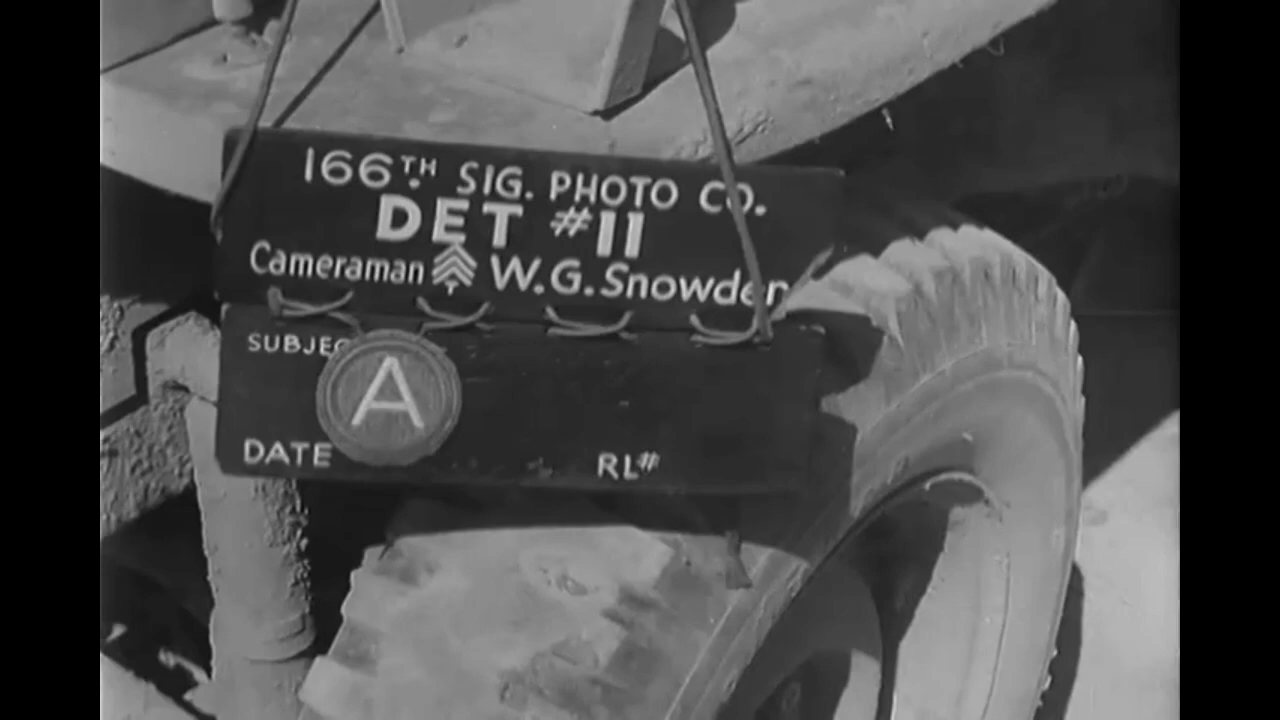 166TH. SIG. PHOTO CO.
DET #11
Cameraman W.G. Snowden
SUBJEC
A
DATE RL#